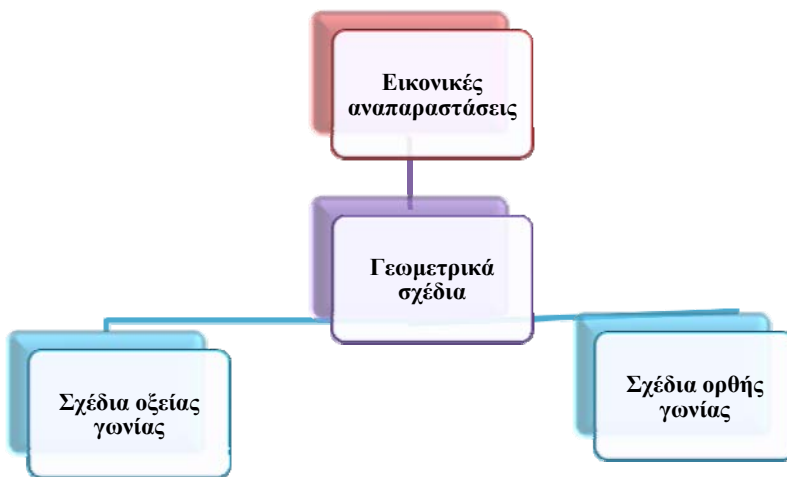 Εικονικές
αναπαραστάσεις
Γεωμετρικά
σχέδια
Σχέδια οξείας
γωνίας
Σχέδια ορθής
γωνίας